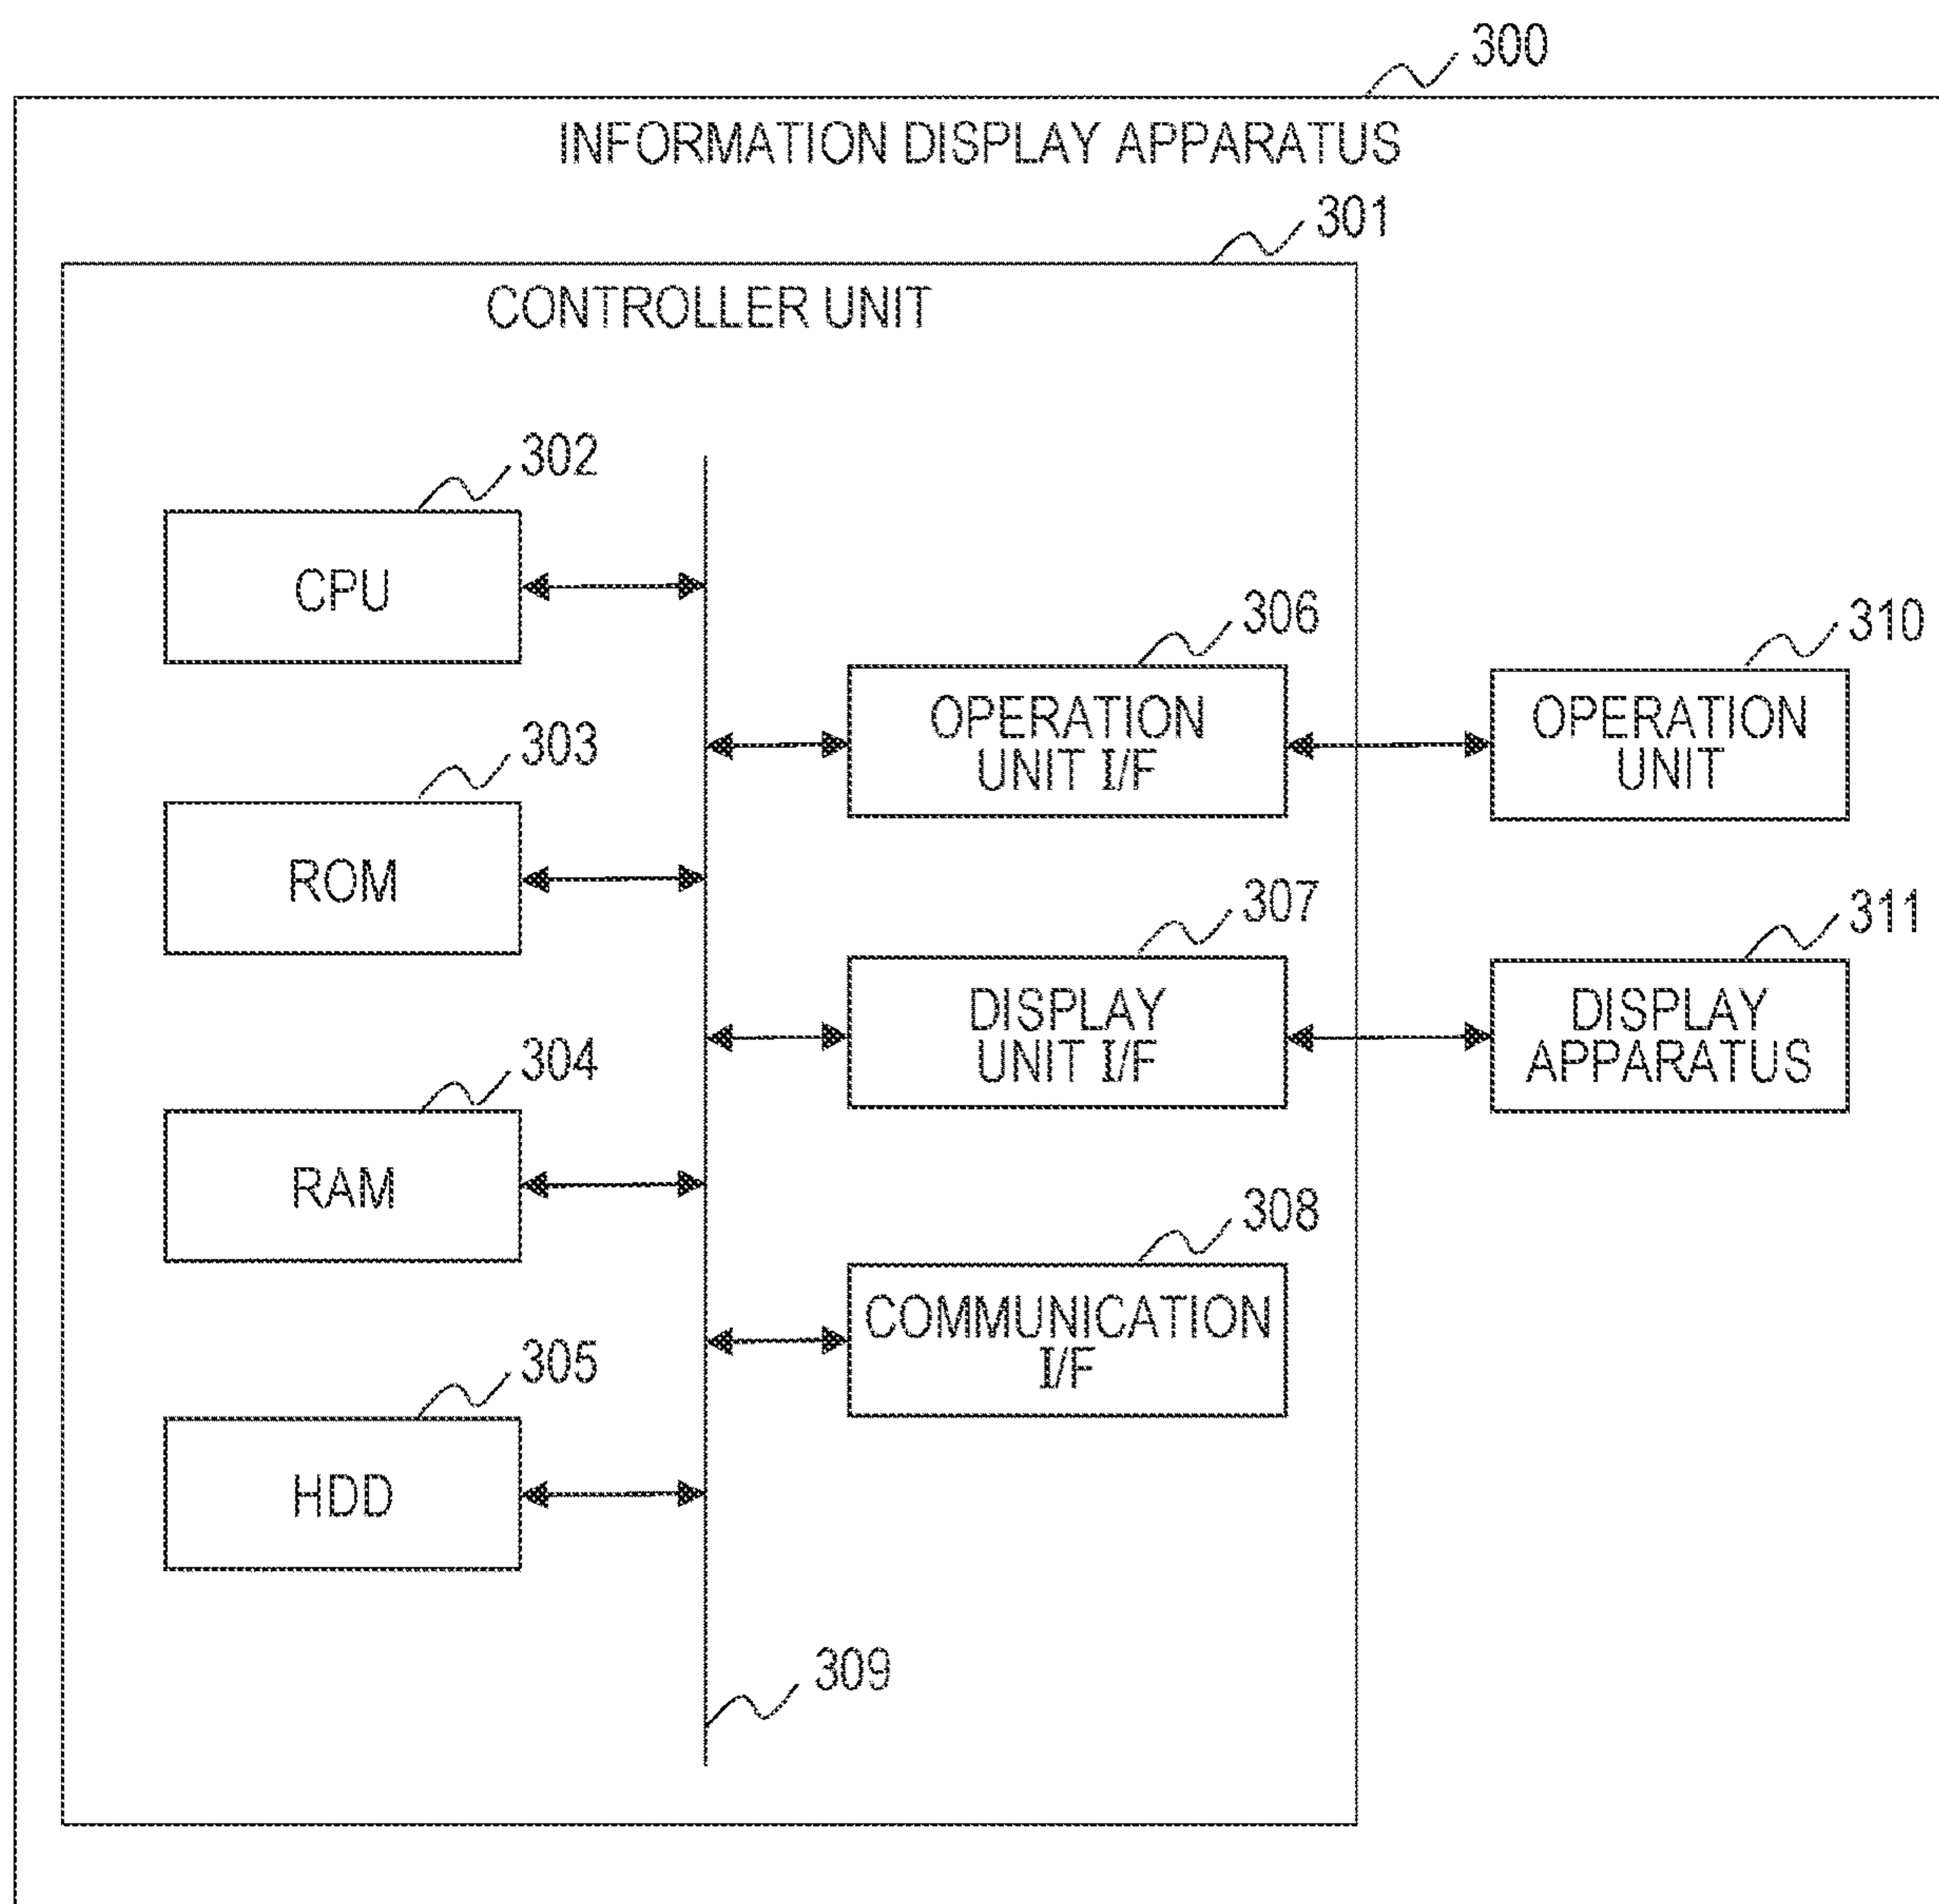 300
INFORMATION DISPLAY APPARATUS
301
CONTROLLER UNIT
302
CPU
306
OPERATION
UNIT I/F
310
OPERATION
UNIT
303
ROM
307
DISPLAY
UNIT I/F
311
DISPLAY
APPARATUS
304
RAM
308
COMMUNICATION
I/F
305
HDD
309